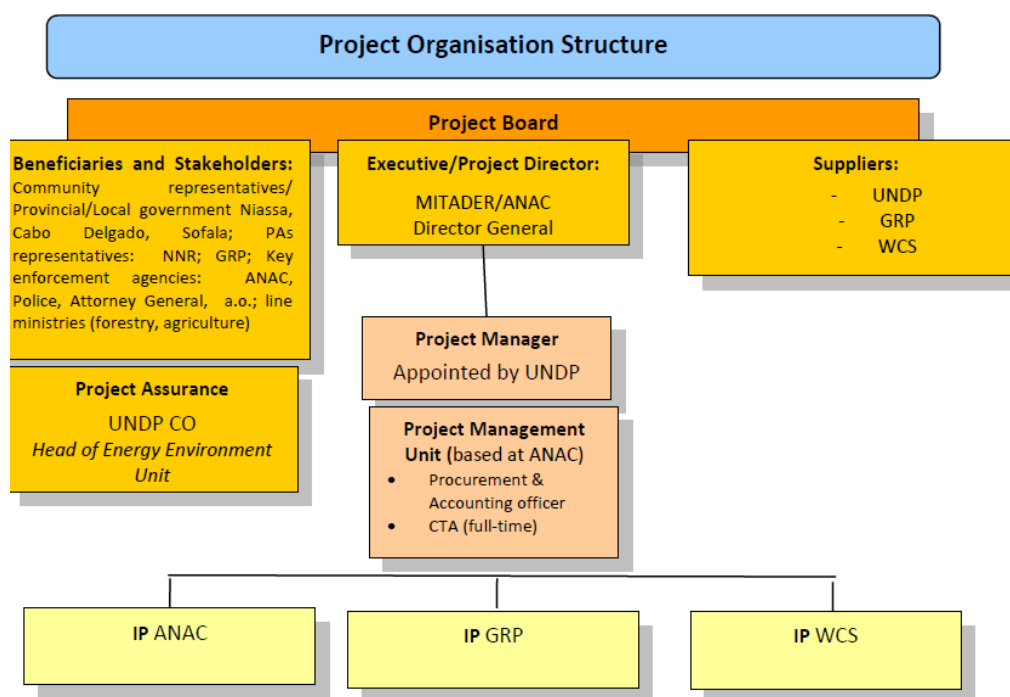 Project Organisation Structure
Project Board
Beneficiaries and Stakeholders:
Community representatives/
Provincial/Local government Niassa,
Cabo Delgado, Sofala; PAs
representatives: NNR; GRP; Key
enforcement agencies: ANAC,
Police, Attorney General, a.o.; line
ministries (forestry, agriculture)
Executive/Project Director:
MITADER/ANAC
Director General
Suppliers:
- UNDP
- GRP
- WCS
Project Manager
Appointed by UNDP
Project Assurance
UNDP CO
Head of Energy Environment
Unit
Project Management
Unit (based at ANAC)
• Procurement &
Accounting officer
• CTA (full-time)
IP ANAC
IP GRP
IP WCS